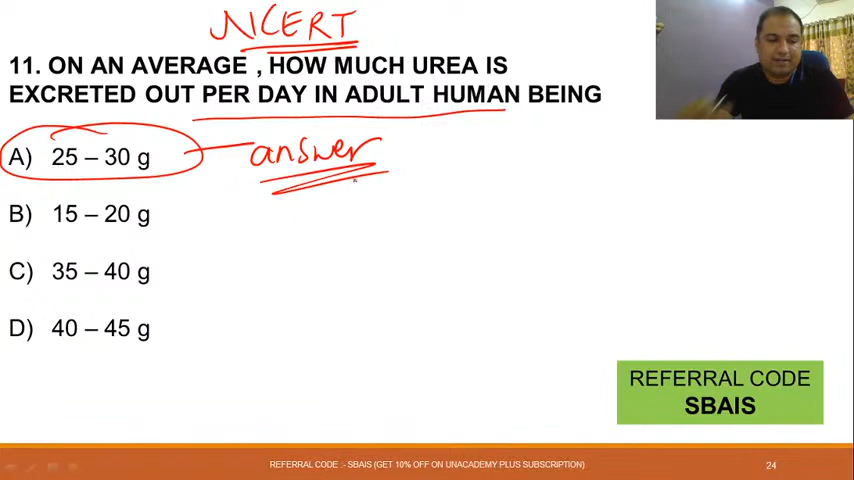 NCERT
11. ON AN AVERAGE , HOW MUCH UREA IS
EXCRETED OUT PER DAY IN ADULT HUMAN BEING
A) 25 – 30 g
answer
B) 15 – 20 g
C) 35 – 40 g
D) 40 – 45 g
REFERRAL CODE
SBAIS
REFERRAL CODE :- SBAIS (GET 10% OFF ON UNACADEMY PLUS SUBSCRIPTION)
24